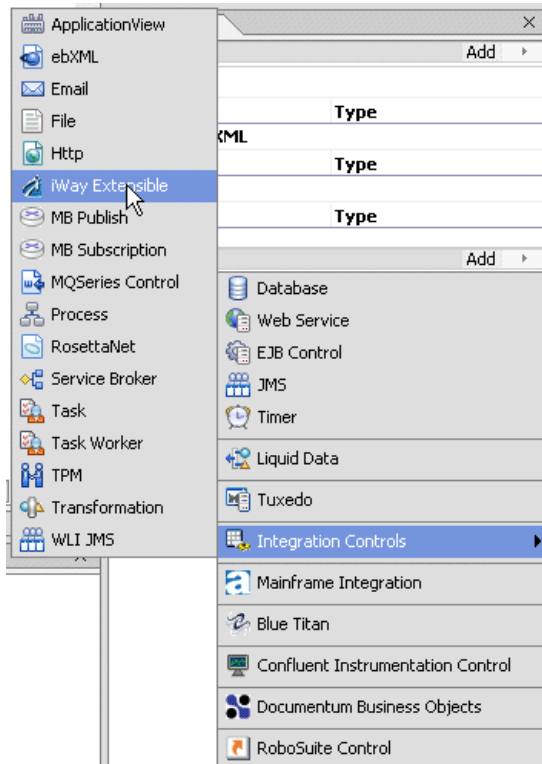 ApplicationView
ebXML
Email
File
Http
iWay Extensible
MB Publish
MB Subscription
MQSeries Control
Process
RosettaNet
Service Broker
Task
Task Worker
TPM
Transformation
WLI JMS
Add
Type
XML
Type
Type
Add
Database
Web Service
EJB Control
JMS
Timer
Liquid Data
Tuxedo
Integration Controls
Mainframe Integration
Blue Titan
Confluent Instrumentation Control
Documentum Business Objects
RoboSuite Control